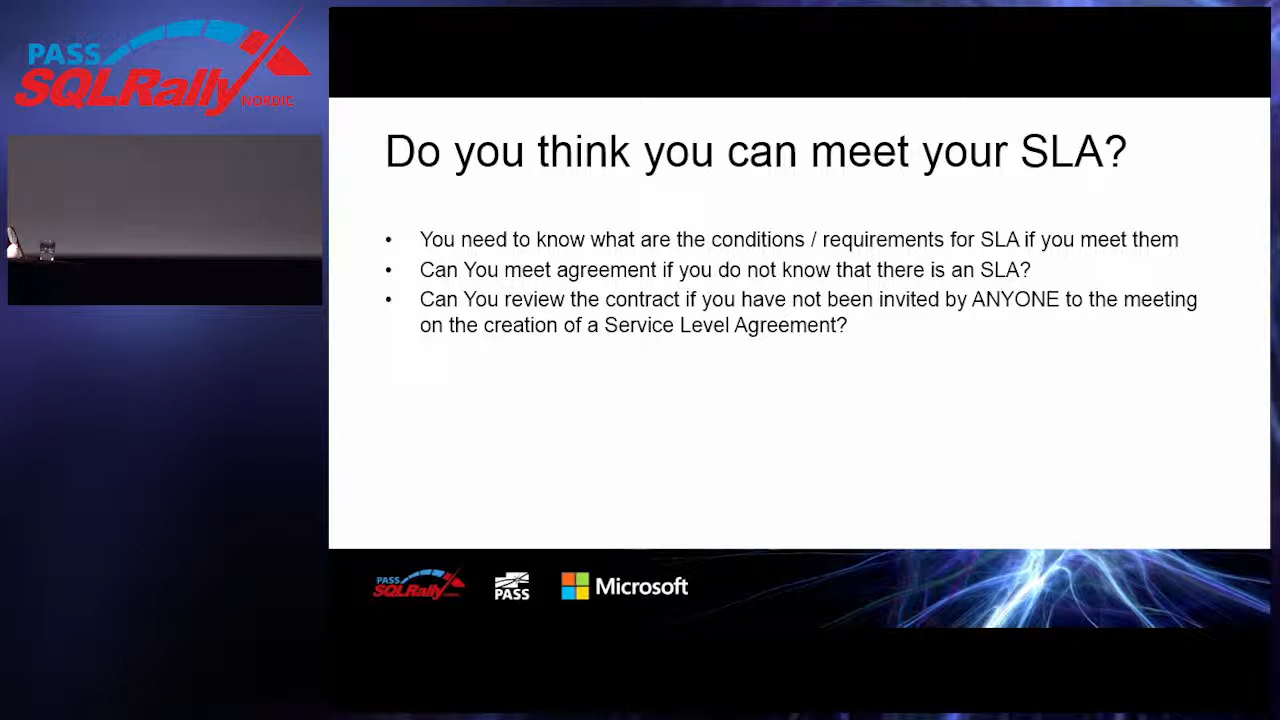 PASS
SQLRally
NORDIC
Do you think you can meet your SLA?
• You need to know what are the conditions / requirements for SLA if you meet them
• Can You meet agreement if you do not know that there is an SLA?
• Can You review the contract if you have not been invited by ANYONE to the meeting
on the creation of a Service Level Agreement?
PASS
SQLRally
PASS
Microsoft